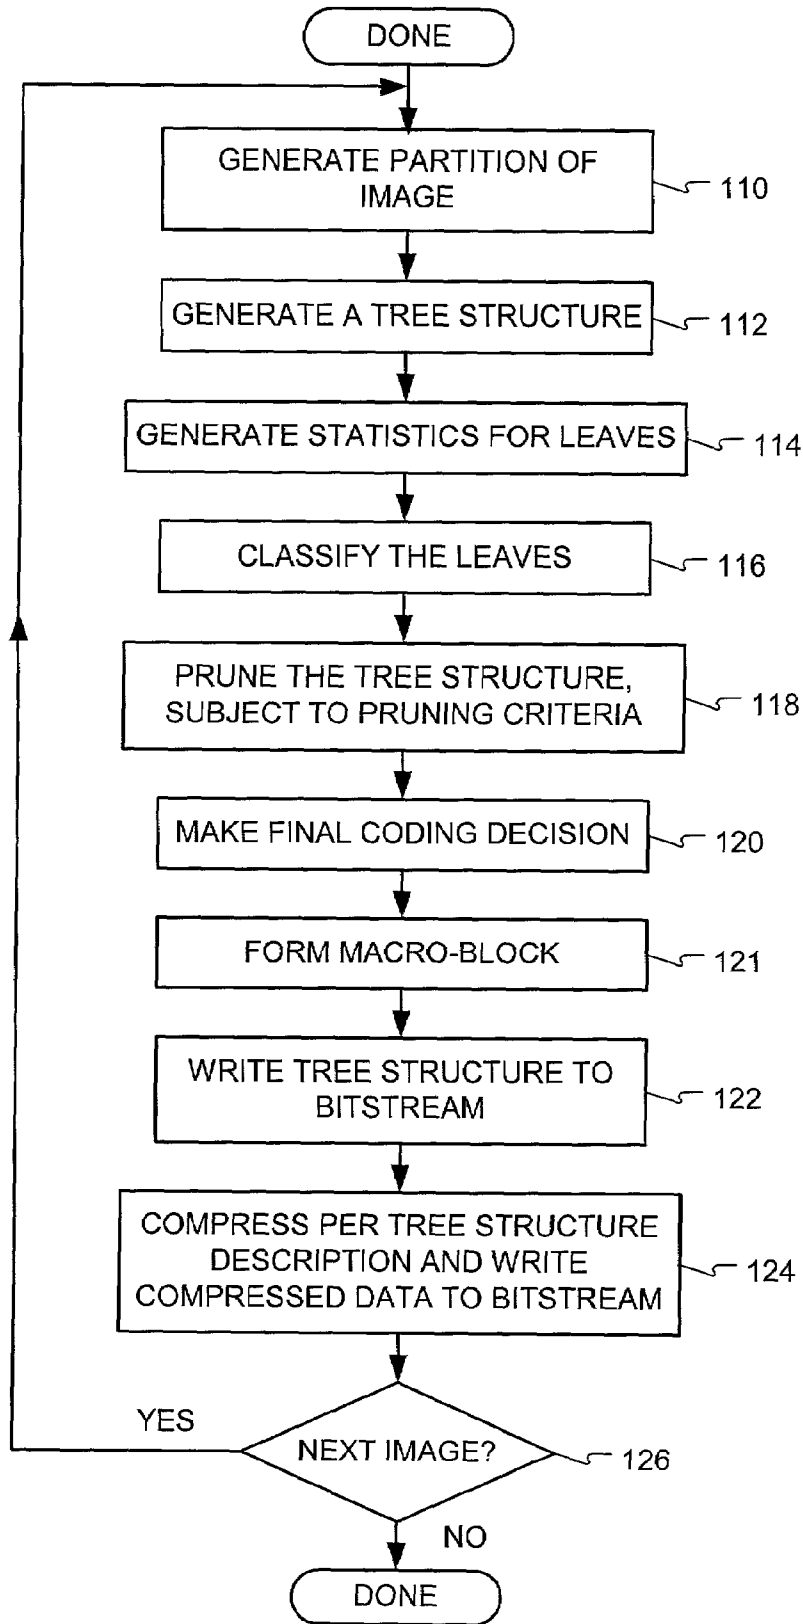 DONE
GENERATE PARTITION OF
IMAGE
110
GENERATE A TREE STRUCTURE
112
GENERATE STATISTICS FOR LEAVES
114
CLASSIFY THE LEAVES
116
PRUNE THE TREE STRUCTURE,
SUBJECT TO PRUNING CRITERIA
118
MAKE FINAL CODING DECISION
120
FORM MACRO-BLOCK
121
WRITE TREE STRUCTURE TO
BITSTREAM
122
COMPRESS PER TREE STRUCTURE
DESCRIPTION AND WRITE
COMPRESSED DATA TO BITSTREAM
124
YES
NEXT IMAGE?
126
NO
DONE